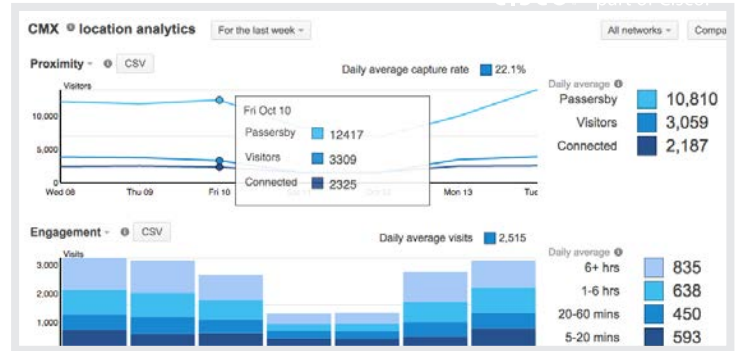 part of Cisco.
CMX location analytics
For the last week
All networks
Proximity
CSV
Daily average capture rate 22.1%
Visitors
10,000
5,000
0
Wed 08 Thu 09 Fri 10 Mon 13 Tue
Fri Oct 10
Passersby 12417
Visitors 3309
Connected 2325
Daily average
Passersby 10,810
Visitors 3,059
Connected 2,187
Engagement
CSV
Daily average visits 2,515
Visits
3,000
2,000
1,000
Daily average
6+ hrs 835
1-6 hrs 638
20-60 mins 450
5-20 mins 593